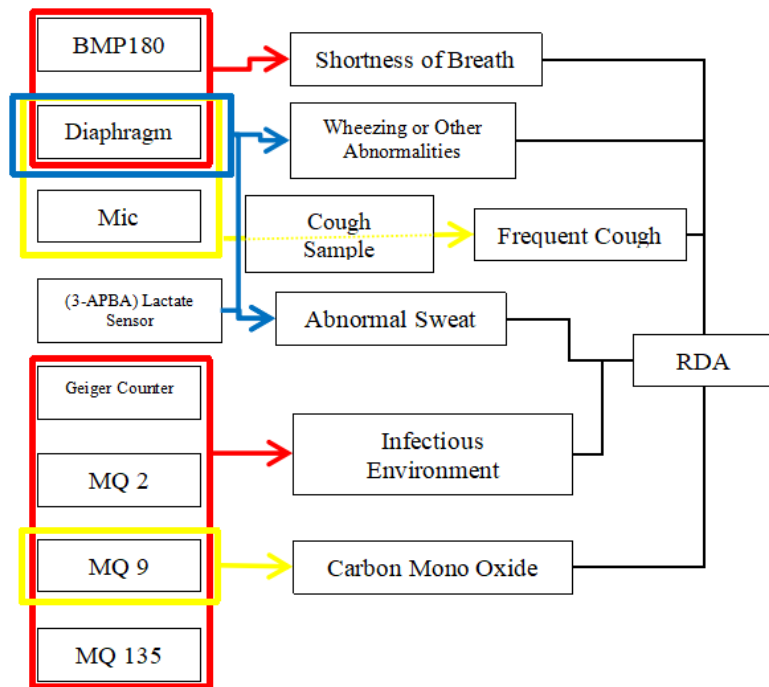 BMP180
Shortness of Breath
Diaphragm
Wheezing or Other
Abnormalities
Mic
Cough
Sample
Frequent Cough
(3-APBA) Lactate
Sensor
Abnormal Sweat
RDA
Geiger Counter
Infectious
Environment
MQ 2
MQ 9
Carbon Mono Oxide
MQ 135